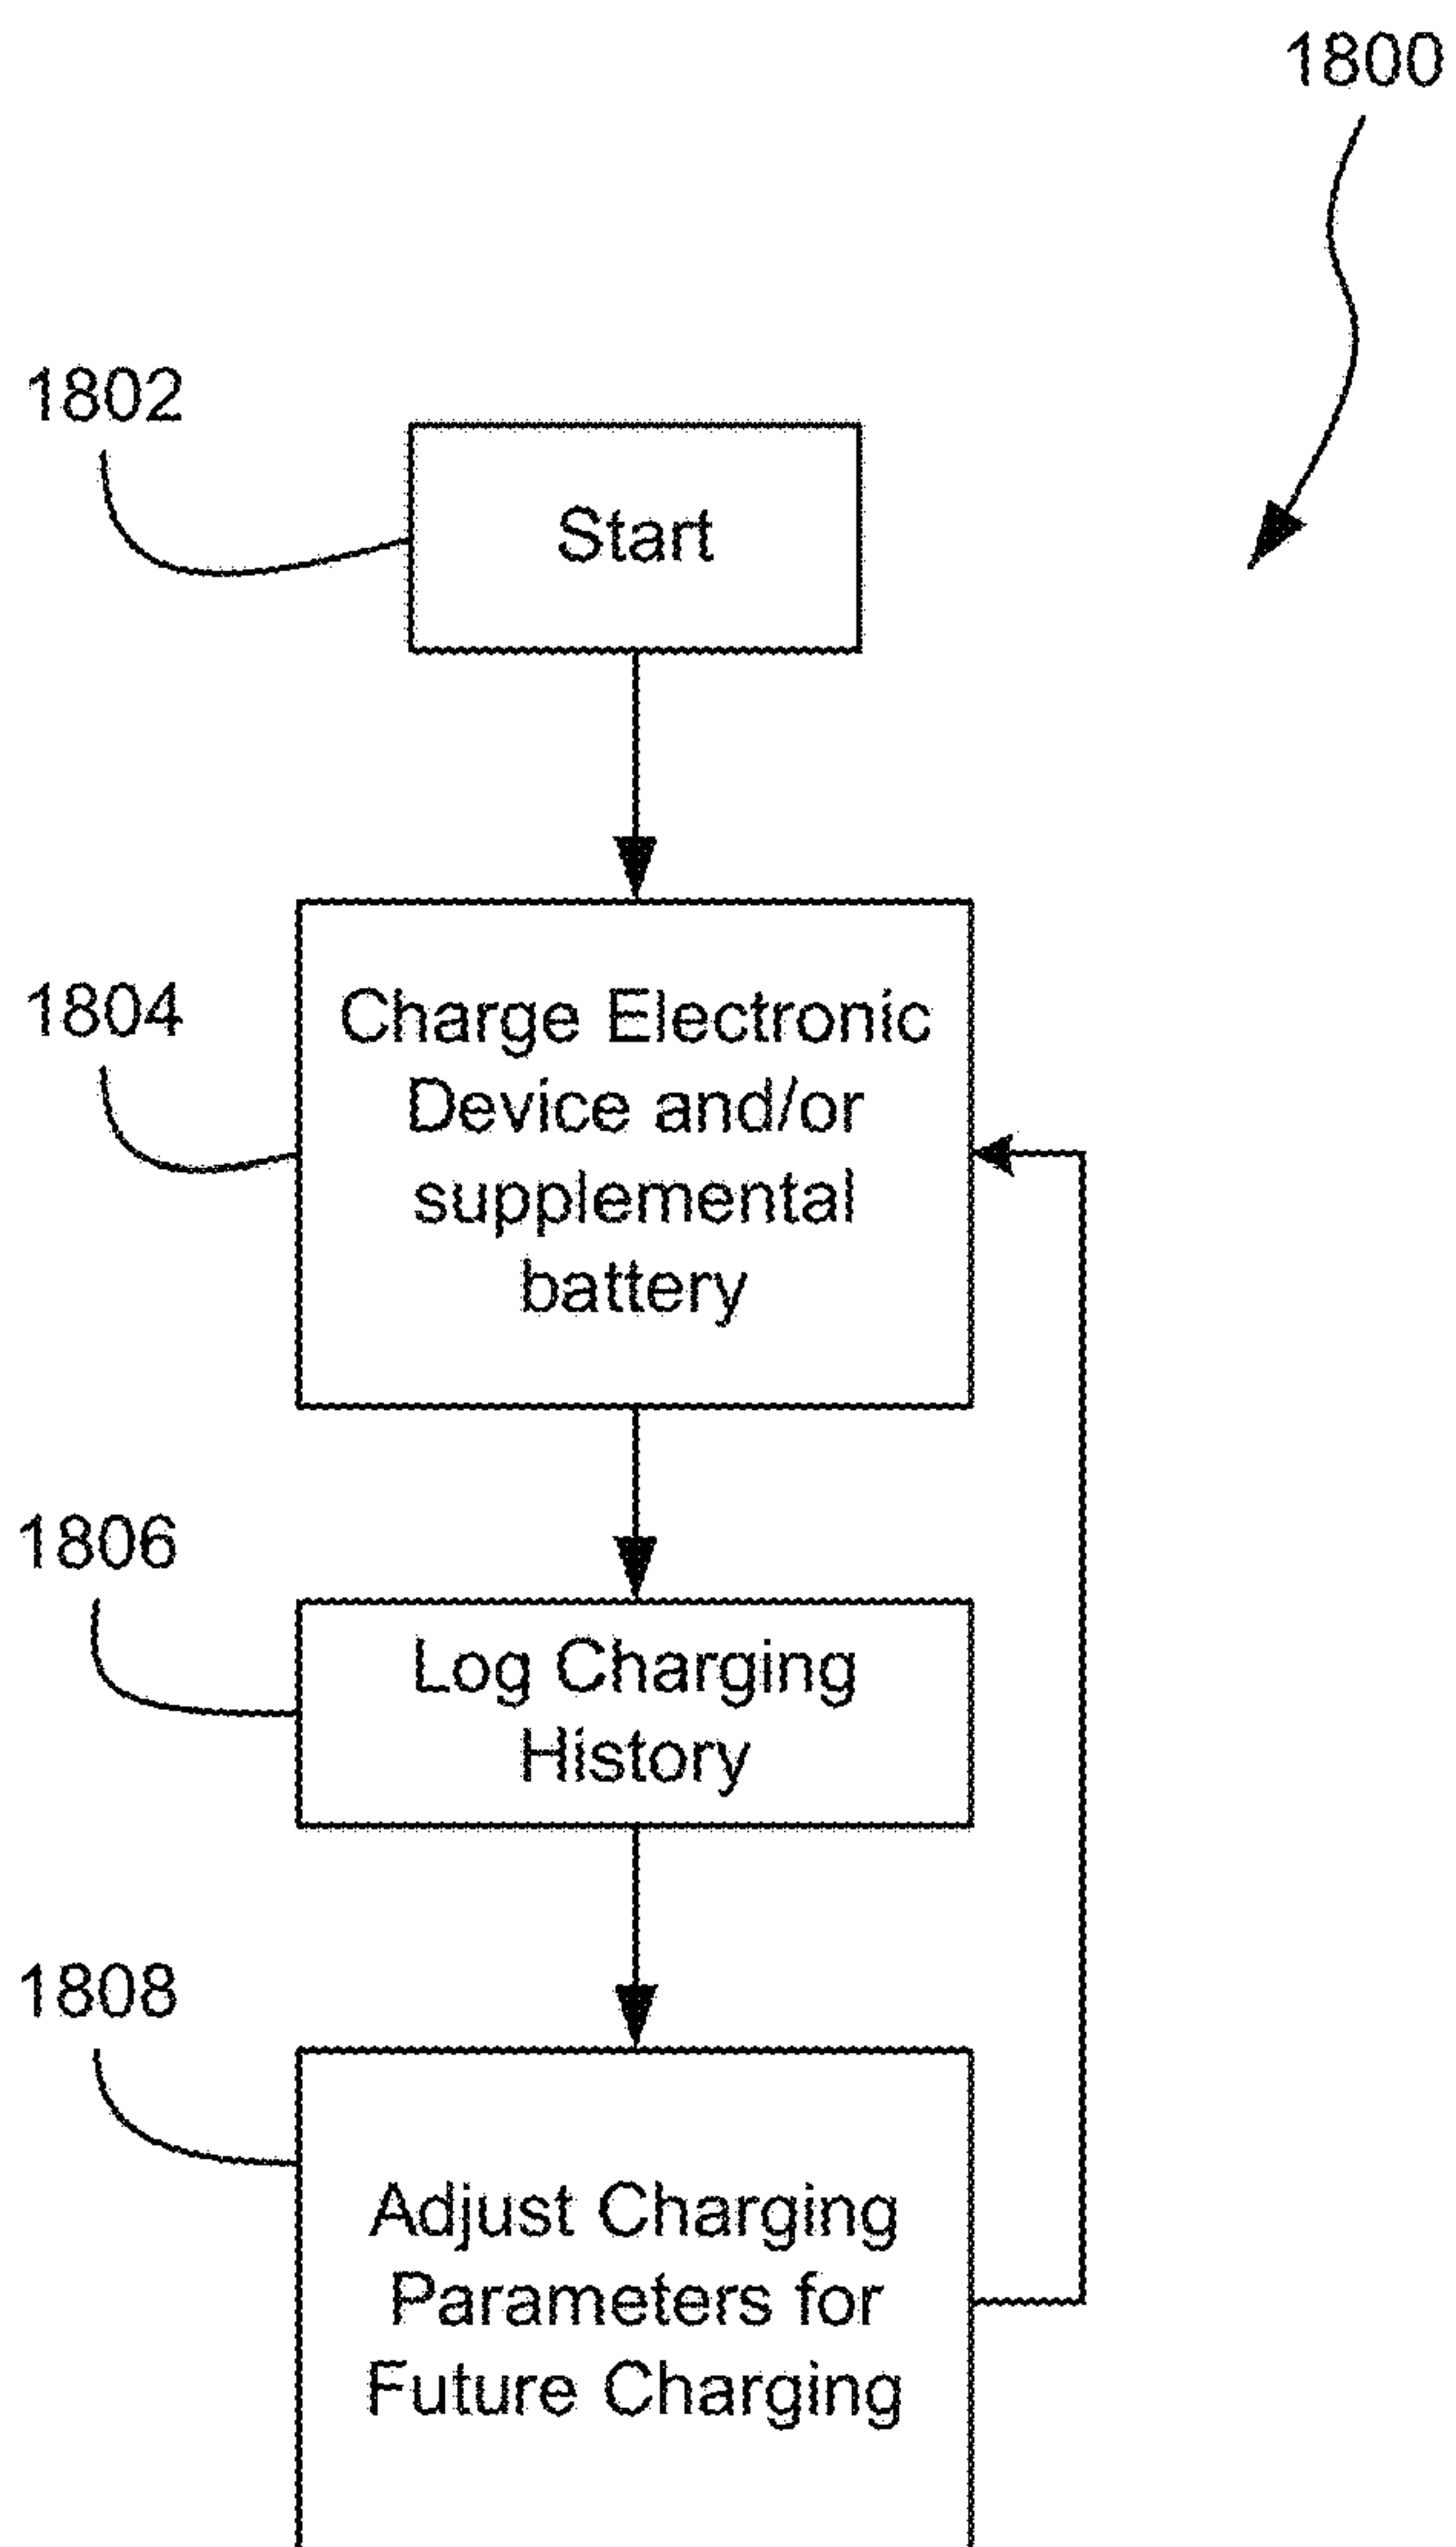 1800
1802
Start
1804
Charge Electronic
Device and/or
supplemental
battery
1806
Log Charging
History
1808
Adjust Charging
Parameters for
Future Charging